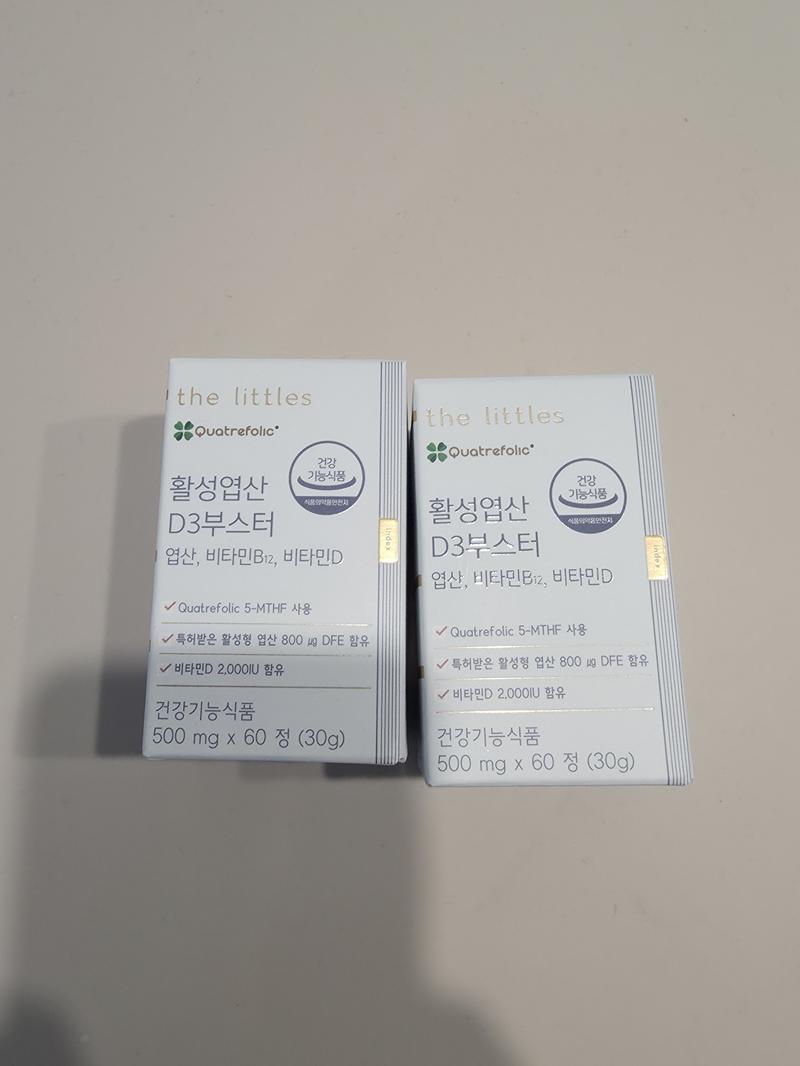 the littles
Quatrefolic
건강
기능식품
식품의약품안전처
활성엽산
D3부스터
엽산, 비타민B12, 비타민D
Quatrefolic 5-MTHF 사용
특허받은 활성형 엽산 800 μg DFE 함유
비타민D 2,000IU 함유
건강기능식품
500 mg x 60 정 (30g)
index
the littles
Quatrefolic
건강
기능식품
식품의약품안전처
활성엽산
D3부스터
엽산, 비타민B12, 비타민D
Quatrefolic 5-MTHF 사용
특허받은 활성형 엽산 800 μg DFE 함유
비타민D 2,000IU 함유
건강기능식품
500 mg x 60 정 (30g)
index